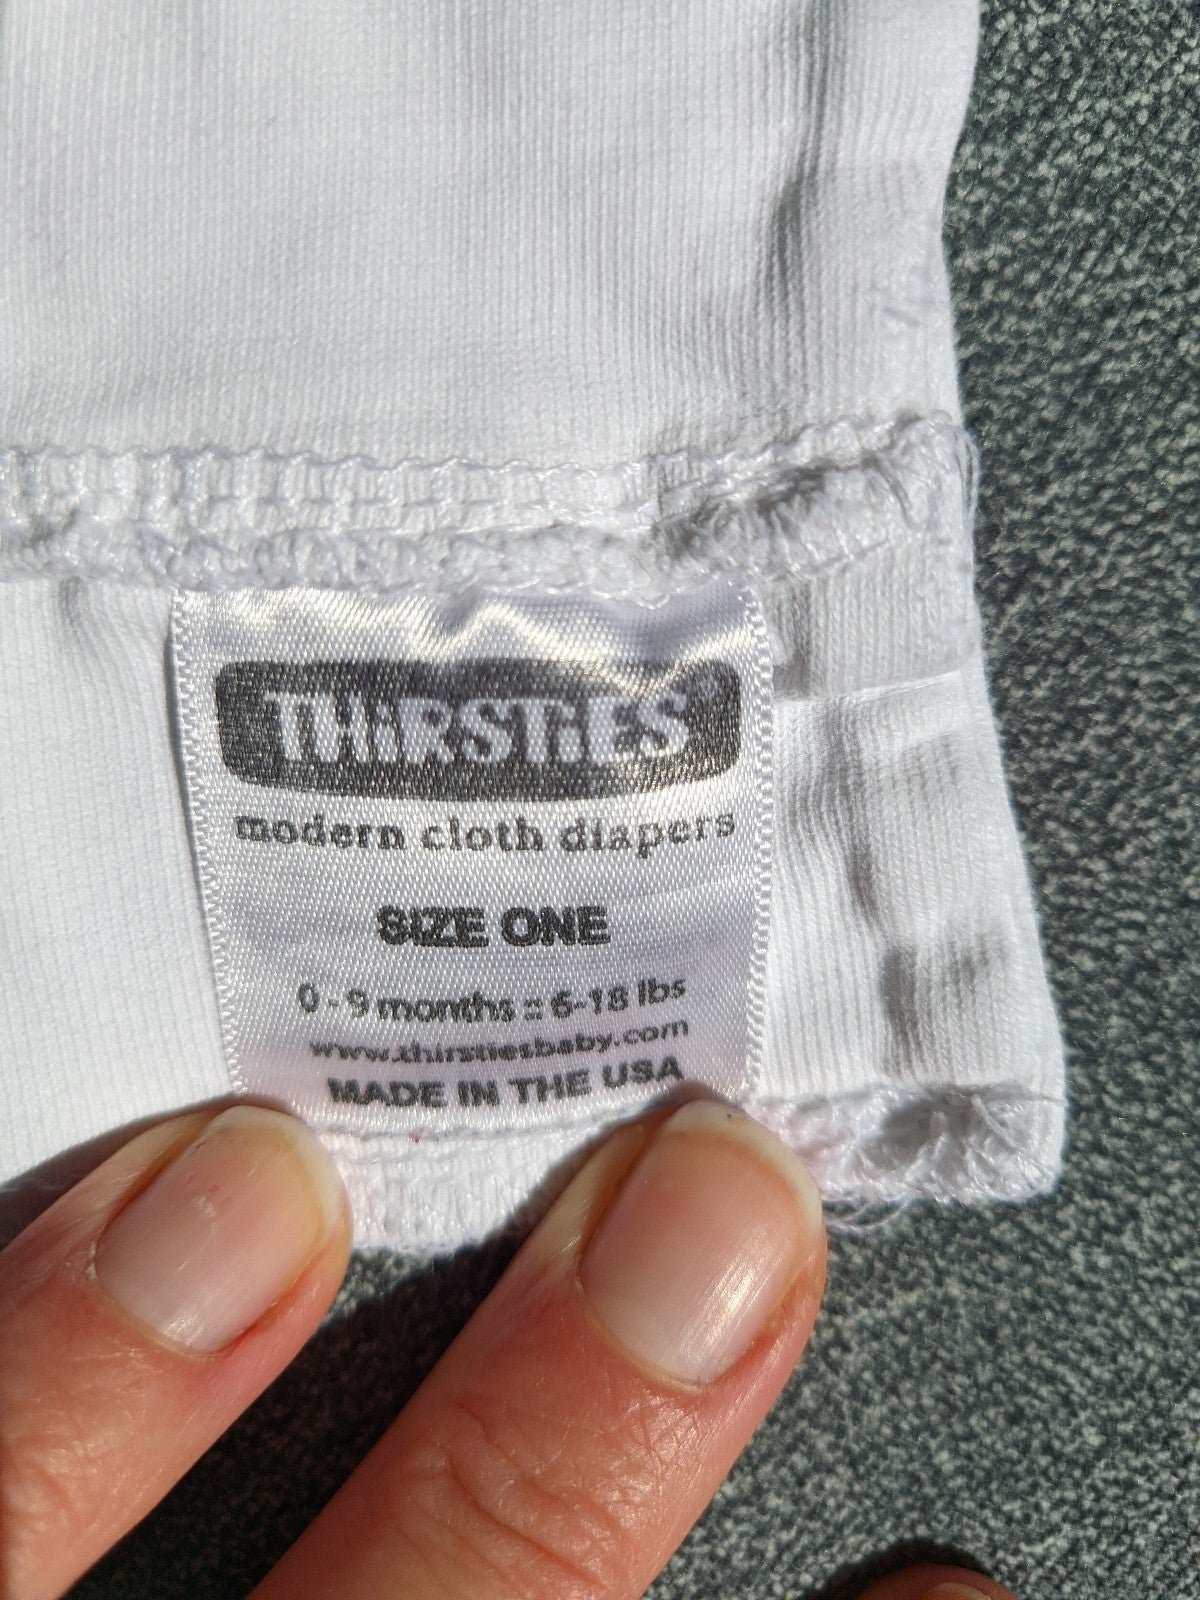 THIRSTIES®
modern cloth diapers
SIZE ONE
0-9 months = 6-18 lbs
www.thirstiesbaby.com
MADE IN THE USA